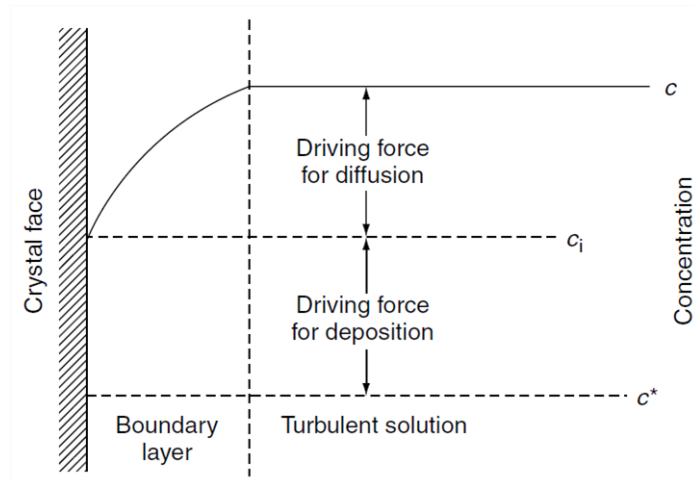 c
Driving force
for diffusion
Crystal face
cᵢ
Concentration
Driving force
for deposition
c*
Boundary
layer
Turbulent solution